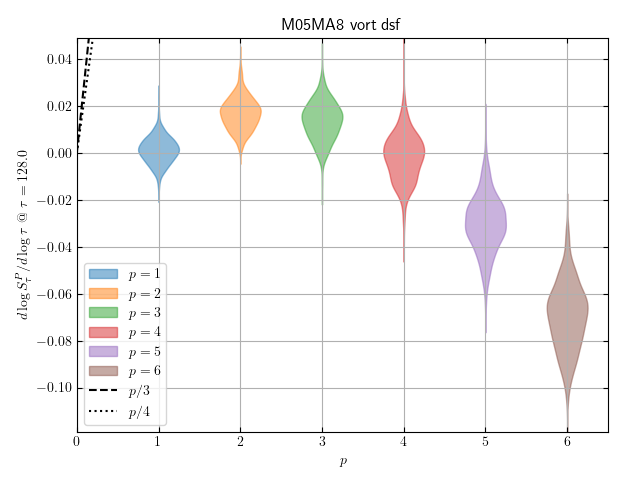 M05MA8 vort dsf
d log S_τ^P / d log τ @ τ = 128.0
0.04
0.02
0.00
−0.02
−0.04
−0.06
−0.08
−0.10
p = 1
p = 2
p = 3
p = 4
p = 5
p = 6
p/3
p/4
0 1 2 3 4 5 6
p